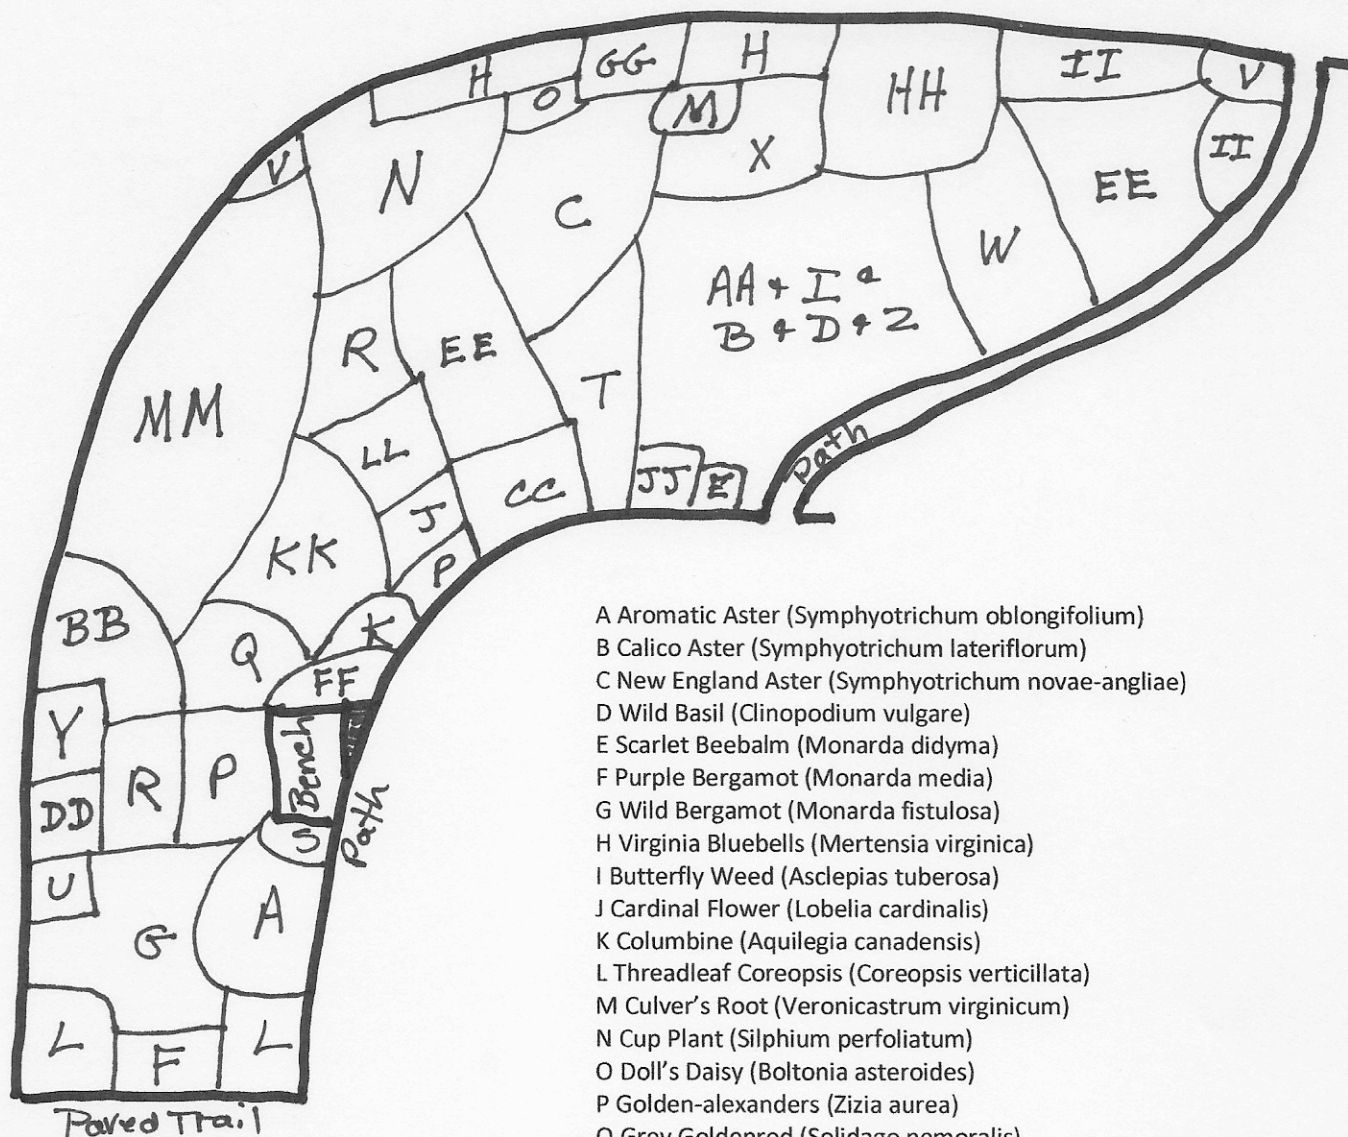 H
GG
H
HH
II
V
O
M
V
N
C
X
EE
II
W
AA + I &
B & D & Z
R
EE
T
MM
LL
Path
JJ
E
CC
J
KK
P
BB
K
Q
FF
Y
Bench
R
P
DD
Path
S
U
A
G
L
F
L
Paved Trail
A Aromatic Aster (Symphyotrichum oblongifolium)
B Calico Aster (Symphyotrichum lateriflorum)
C New England Aster (Symphyotrichum novae-angliae)
D Wild Basil (Clinopodium vulgare)
E Scarlet Beebalm (Monarda didyma)
F Purple Bergamot (Monarda media)
G Wild Bergamot (Monarda fistulosa)
H Virginia Bluebells (Mertensia virginica)
I Butterfly Weed (Asclepias tuberosa)
J Cardinal Flower (Lobelia cardinalis)
K Columbine (Aquilegia canadensis)
L Threadleaf Coreopsis (Coreopsis verticillata)
M Culver's Root (Veronicastrum virginicum)
N Cup Plant (Silphium perfoliatum)
O Doll's Daisy (Boltonia asteroides)
P Golden-alexanders (Zizia aurea)
Q Grey Goldenrod (Solidago nemoralis)